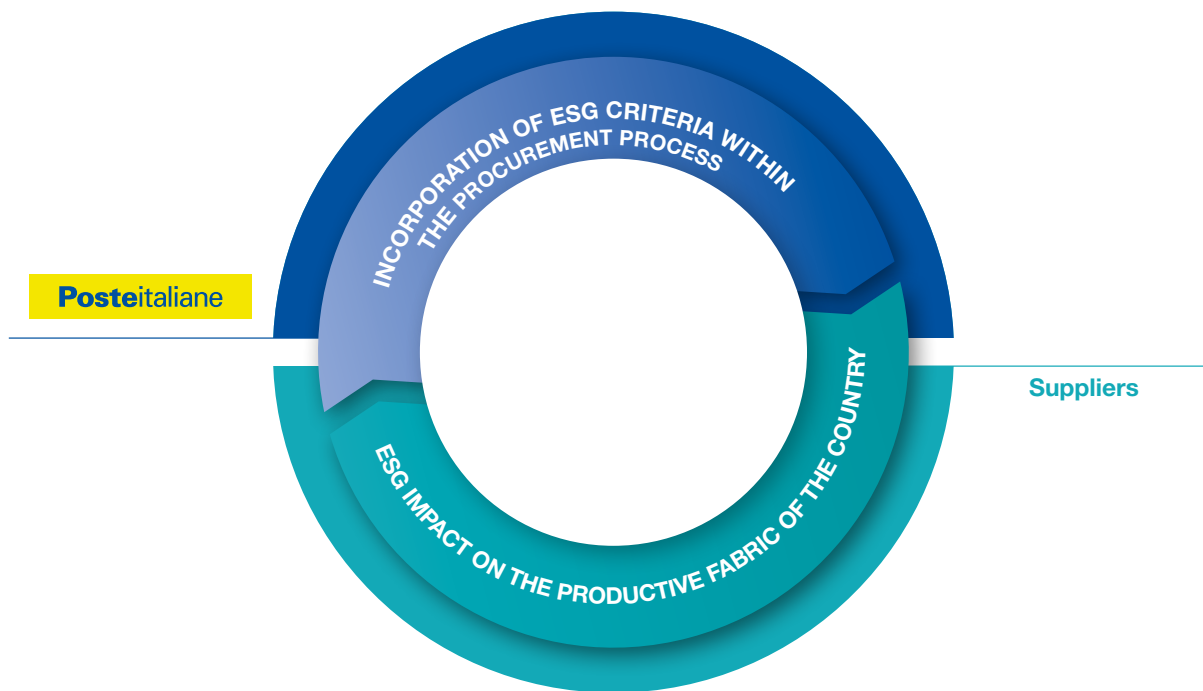 INCORPORATION OF ESG CRITERIA WITHIN
THE PROCUREMENT PROCESS
Posteitaliane
Suppliers
ESG IMPACT ON THE PRODUCTIVE FABRIC OF THE COUNTRY